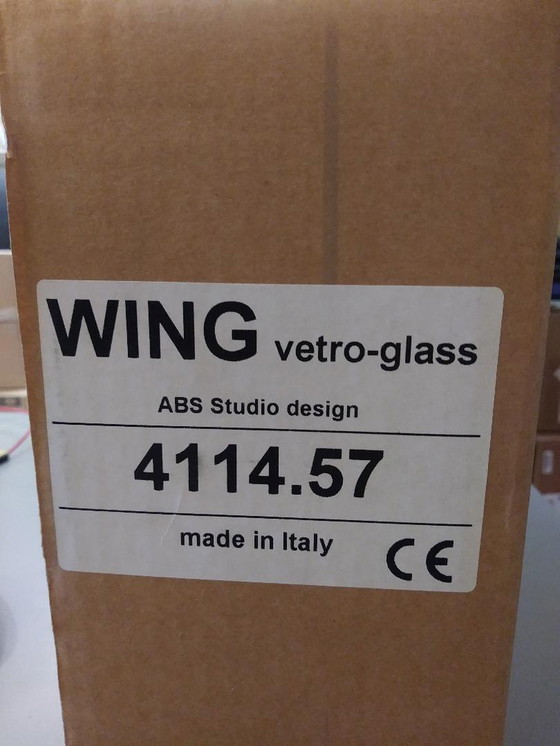 WING vetro-glass
ABS Studio design
4114.57
made in Italy CE